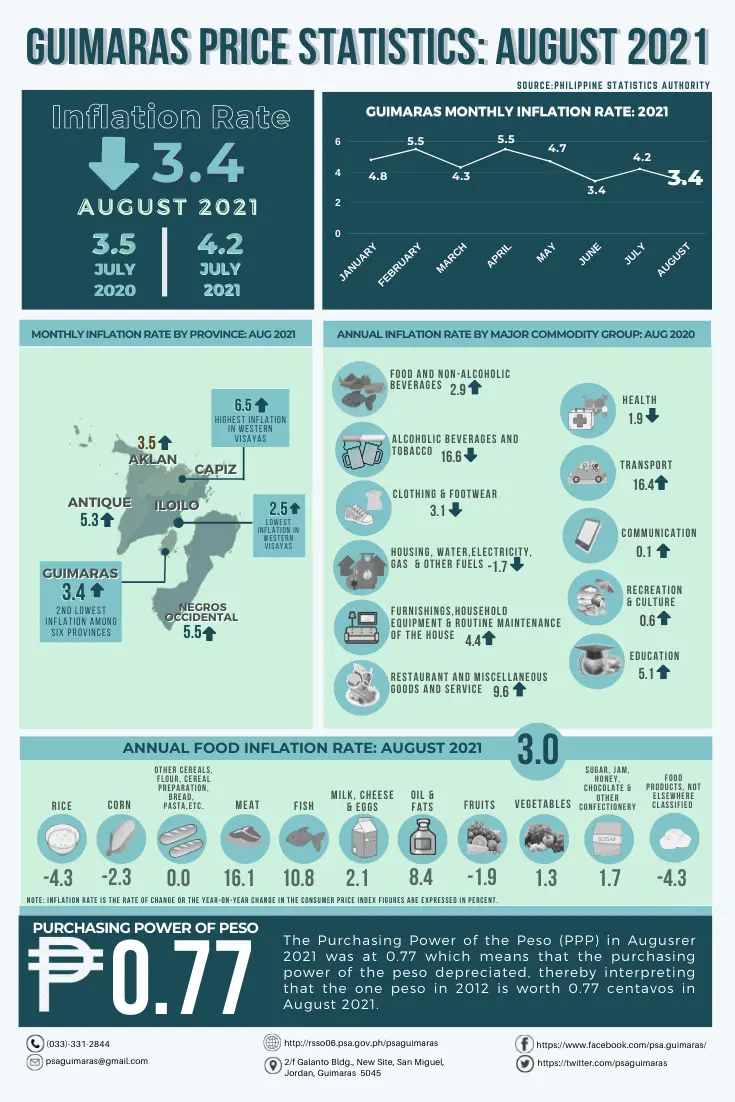 GUIMARAS PRICE STATISTICS: AUGUST 2021
SOURCE:PHILIPPINE STATISTICS AUTHORITY
Inflation Rate
3.4
AUGUST 2021
3.5
JULY
2020
4.2
JULY
2021
GUIMARAS MONTHLY INFLATION RATE: 2021
6
4
2
0
4.8
5.5
4.3
5.5
4.7
3.4
4.2
3.4
JANUARY
FEBRUARY
MARCH
APRIL
MAY
JUNE
JULY
AUGUST
MONTHLY INFLATION RATE BY PROVINCE: AUG 2021
6.5
HIGHEST INFLATION
IN WESTERN
VISAYAS
3.5
AKLAN
CAPIZ
ANTIQUE
5.3
ILOILO
2.5
LOWEST
INFLATION IN
WESTERN
VISAYAS
GUIMARAS
3.4
2ND LOWEST
INFLATION AMONG
SIX PROVINCES
NEGROS
OCCIDENTAL
5.5
ANNUAL INFLATION RATE BY MAJOR COMMODITY GROUP: AUG 2020
FOOD AND NON-ALCOHOLIC
BEVERAGES 2.9
ALCOHOLIC BEVERAGES AND
TOBACCO 16.6
CLOTHING & FOOTWEAR
3.1
HOUSING, WATER,ELECTRICITY,
GAS & OTHER FUELS -1.7
FURNISHINGS,HOUSEHOLD
EQUIPMENT & ROUTINE MAINTENANCE
OF THE HOUSE 4.4
RESTAURANT AND MISCELLANEOUS
GOODS AND SERVICE 9.6
HEALTH
1.9
TRANSPORT
16.4
COMMUNICATION
0.1
RECREATION
& CULTURE
0.6
EDUCATION
5.1
ANNUAL FOOD INFLATION RATE: AUGUST 2021
3.0
RICE
-4.3
CORN
-2.3
OTHER CEREALS,
FLOUR, CEREAL
PREPARATION,
BREAD,
PASTA,ETC.
0.0
MEAT
16.1
FISH
10.8
MILK, CHEESE
& EGGS
2.1
OIL &
FATS
8.4
FRUITS
-1.9
VEGETABLES
1.3
SUGAR, JAM,
HONEY,
CHOCOLATE &
OTHER
CONFECTIONERY
SUGAR
1.7
FOOD
PRODUCTS, NOT
ELSEWHERE
CLASSIFIED
-4.3
NOTE: INFLATION RATE IS THE RATE OF CHANGE OR THE YEAR-ON-YEAR CHANGE IN THE CONSUMER PRICE INDEX FIGURES ARE EXPRESSED IN PERCENT.
PURCHASING POWER OF PESO
₱0.77
The Purchasing Power of the Peso (PPP) in Augusrer
2021 was at 0.77 which means that the purchasing
power of the peso depreciated, thereby interpreting
that the one peso in 2012 is worth 0.77 centavos in
August 2021.
(033)-331-2844
psaguimaras@gmail.com
http://rsso06.psa.gov.ph/psaguimaras
2/f Galanto Bldg., New Site, San Miguel,
Jordan, Guimaras 5045
https://www.facebook.com/psa.guimaras/
https://twitter.com/psaguimaras